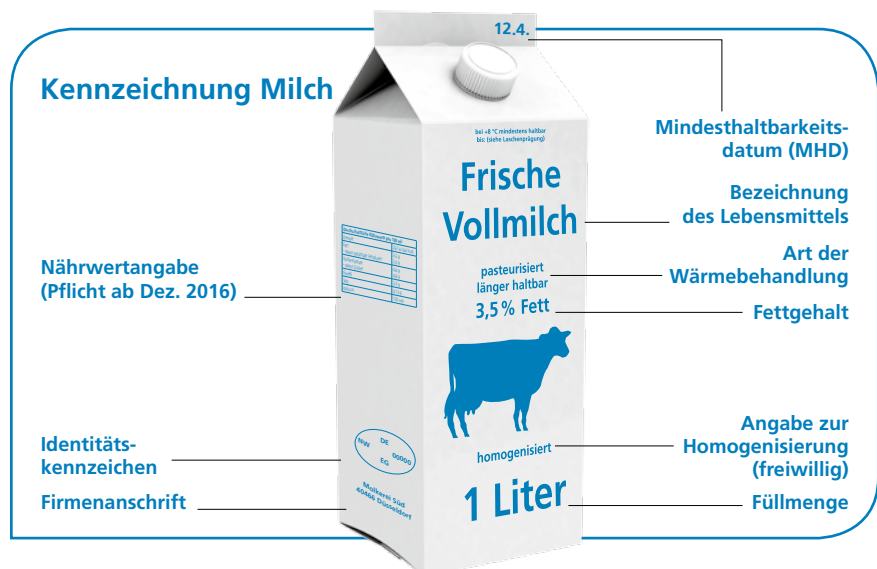 12.4.
Kennzeichnung Milch
bei +8 °C mindestens haltbar
bis: (siehe Laschenprägung)
Mindesthaltbarkeits-
datum (MHD)
Frische
Vollmilch
Bezeichnung
des Lebensmittels
Nährwertangabe
(Pflicht ab Dez. 2016)
pasteurisiert
länger haltbar
Art der
Wärmebehandlung
3,5 % Fett
Fettgehalt
Identitäts-
kennzeichen
DE
NW 00000
EG
homogenisiert
Angabe zur
Homogenisierung
(freiwillig)
Firmenanschrift
Molkerei Süd
40466 Düsseldorf
1 Liter
Füllmenge